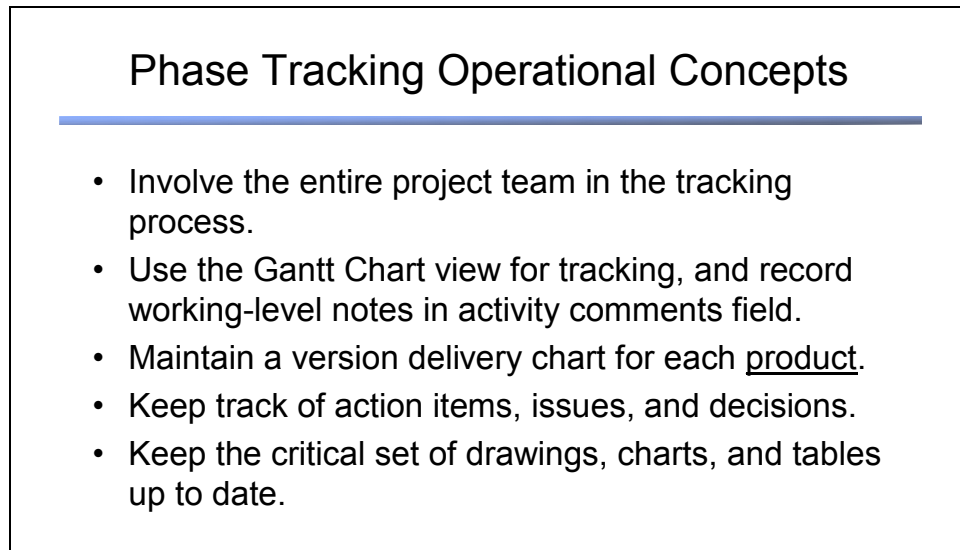 Phase Tracking Operational Concepts
• Involve the entire project team in the tracking
process.
• Use the Gantt Chart view for tracking, and record
working-level notes in activity comments field.
• Maintain a version delivery chart for each product.
• Keep track of action items, issues, and decisions.
• Keep the critical set of drawings, charts, and tables
up to date.